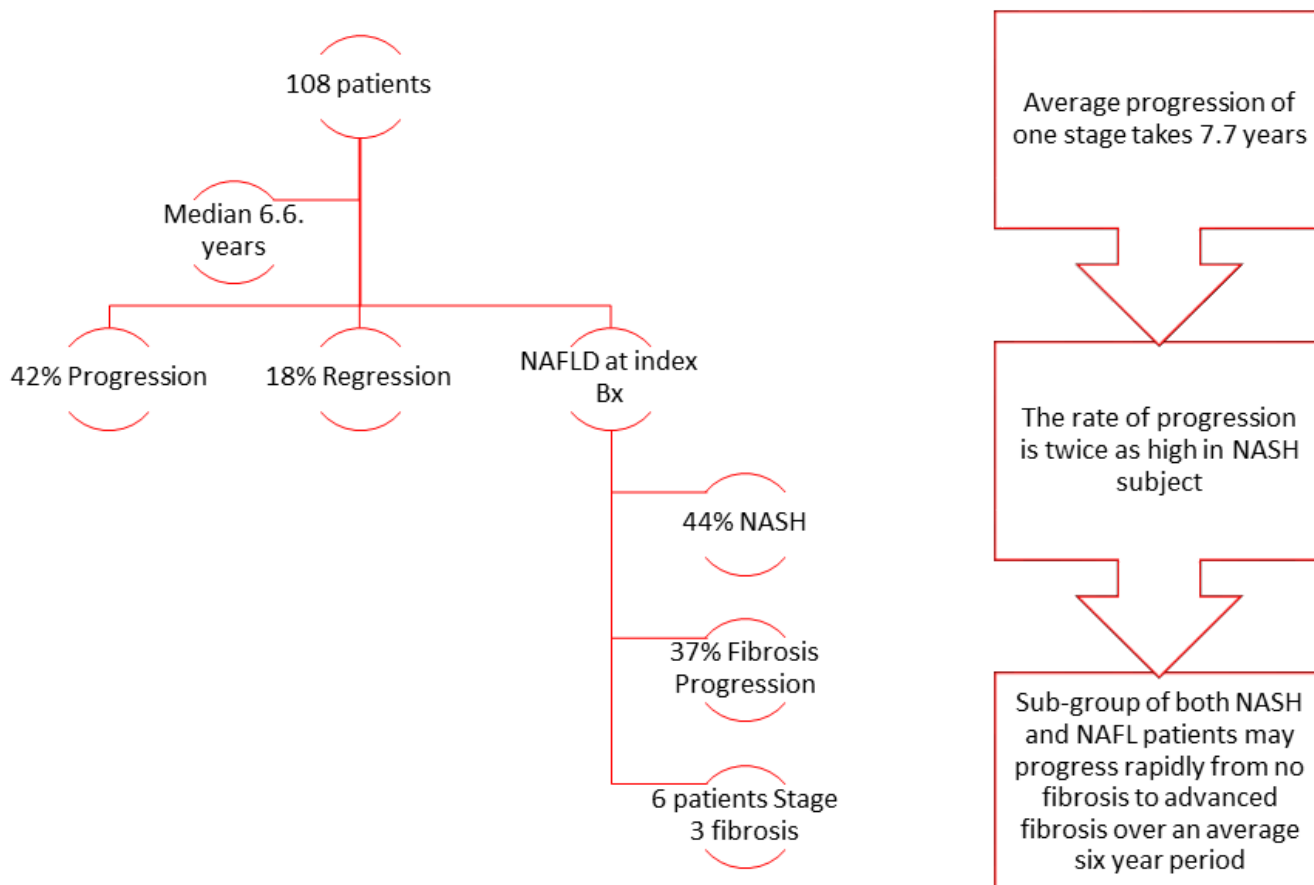 108 patients
Median 6.6.
years
42% Progression
18% Regression
NAFLD at index
Bx
44% NASH
37% Fibrosis
Progression
6 patients Stage
3 fibrosis
Average progression of
one stage takes 7.7 years
The rate of progression
is twice as high in NASH
subject
Sub-group of both NASH
and NAFL patients may
progress rapidly from no
fibrosis to advanced
fibrosis over an average
six year period